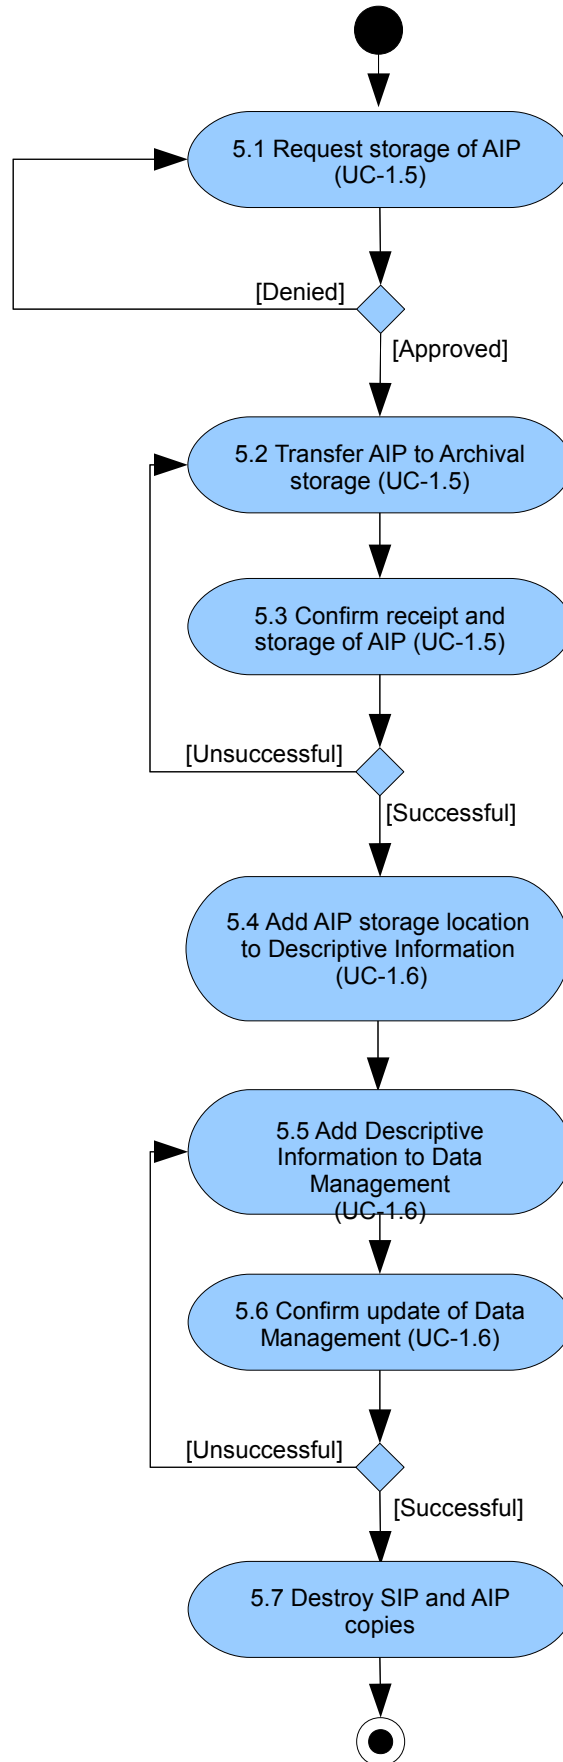 5.1 Request storage of AIP
(UC-1.5)
[Denied]
[Approved]
5.2 Transfer AIP to Archival
storage (UC-1.5)
5.3 Confirm receipt and
storage of AIP (UC-1.5)
[Unsuccessful]
[Successful]
5.4 Add AIP storage location
to Descriptive Information
(UC-1.6)
5.5 Add Descriptive
Information to Data
Management
(UC-1.6)
5.6 Confirm update of Data
Management (UC-1.6)
[Unsuccessful]
[Successful]
5.7 Destroy SIP and AIP
copies